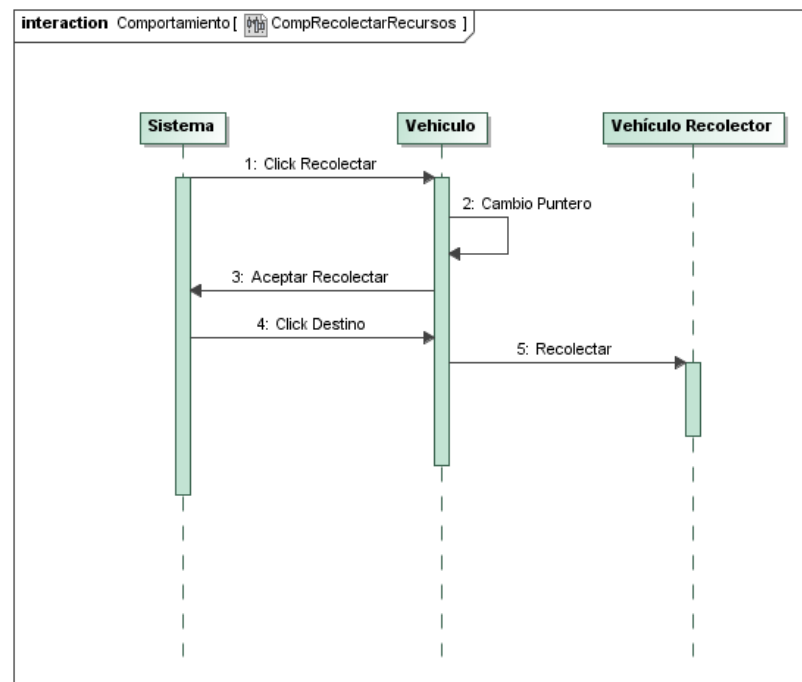 interaction Comportamiento [ CompRecolectarRecursos ]
Sistema
Vehiculo
Vehículo Recolector
1: Click Recolectar
2: Cambio Puntero
3: Aceptar Recolectar
4: Click Destino
5: Recolectar